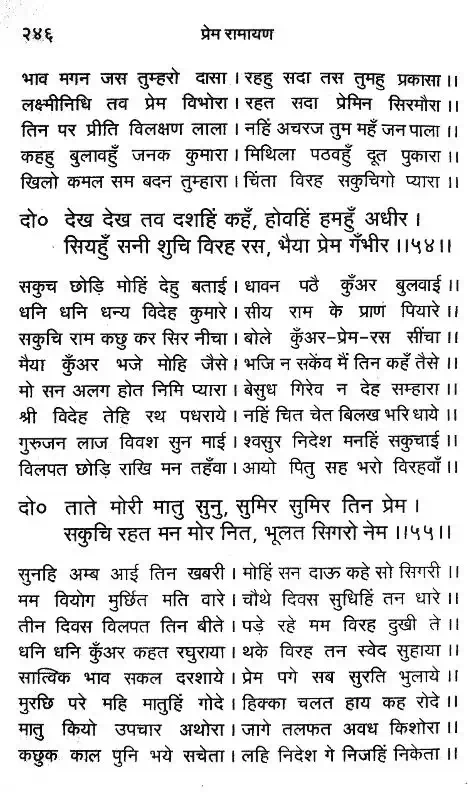 २४६
प्रेम रामायण
भाव मगन जस तुम्हरो दासा । रहहु सदा तस तुमहु प्रकासा ।।
लक्ष्मीनिधि तव प्रेम विभोरा । रहत सदा प्रेमिन सिरमौरा ।।
तिन पर प्रीति विलक्षण लाला । नहिं अचरज तुम महँ जन पाला ।।
कहहु बुलावहुँ जनक कुमारा । मिथिला पठवहुँ दूत पुकारा ।।
खिलो कमल सम बदन तुम्हारा । चिंता विरह सकुचिगो प्यारा ।।
दो० देख देख तव दशहिं कहँ, होवहिं हमहुँ अधीर ।
सियहुँ सनी शुचि विरह रस, भैया प्रेम गँभीर ।।५४।।
सकुच छोड़ि मोहिं देहु बताई । धावन पठै कुँअर बुलवाई ।।
धनि धनि धन्य विदेह कुमारे । सीय राम के प्राण पियारे ।।
सकुचि राम कछु कर सिर नीचा । बोले कुँअर-प्रेम-रस सींचा ।।
मैया कुँअर भजे मोहि जैसे । भजि न सकेंव मैं तिन कहँ तैसे ।।
मो सन अलग होत निमि प्यारा । बेसुध गिरेव न देह सम्हारा ।।
श्री विदेह तेहि रथ पधराये । नहिं चित चेत बिलख भरि धाये ।।
गुरुजन लाज विवश सुन माई । श्वसुर निदेश मनहिं सकुचाई ।।
विलपत छोड़ि राखि मन तहँवा । आयो पितु सह भरो विरहवाँ ।।
दो० ताते मोरी मातु सुनु, सुमिर सुमिर तिन प्रेम ।
सकुचि रहत मन मोर नित, भूलत सिगरो नेम ।।५५।।
सुनहि अम्ब आई तिन खबरी । मोहिं सन दाऊ कहे सो सिगरी ।।
मम वियोग मुर्छित मति वारे । चौथे दिवस सुधिहिं तन धारे ।।
तीन दिवस विलपत तिन बीते । पड़े रहे मम विरह दुखी ते ।।
धनि धनि कुँअर कहत रघुराया । थके विरह तन स्वेद सुहाया ।।
सात्विक भाव सकल दरशाये । प्रेम पगे सब सुरति भुलाये ।।
मुरछि परे महि मातुहिं गोदे । हिक्का चलत हाय कह रोदे ।।
मातु कियो उपचार अथोरा । जागे तलफत अवध किशोरा ।।
कछुक काल पुनि भये सचेता । लहि निदेश गे निजहिं निकेता ।।